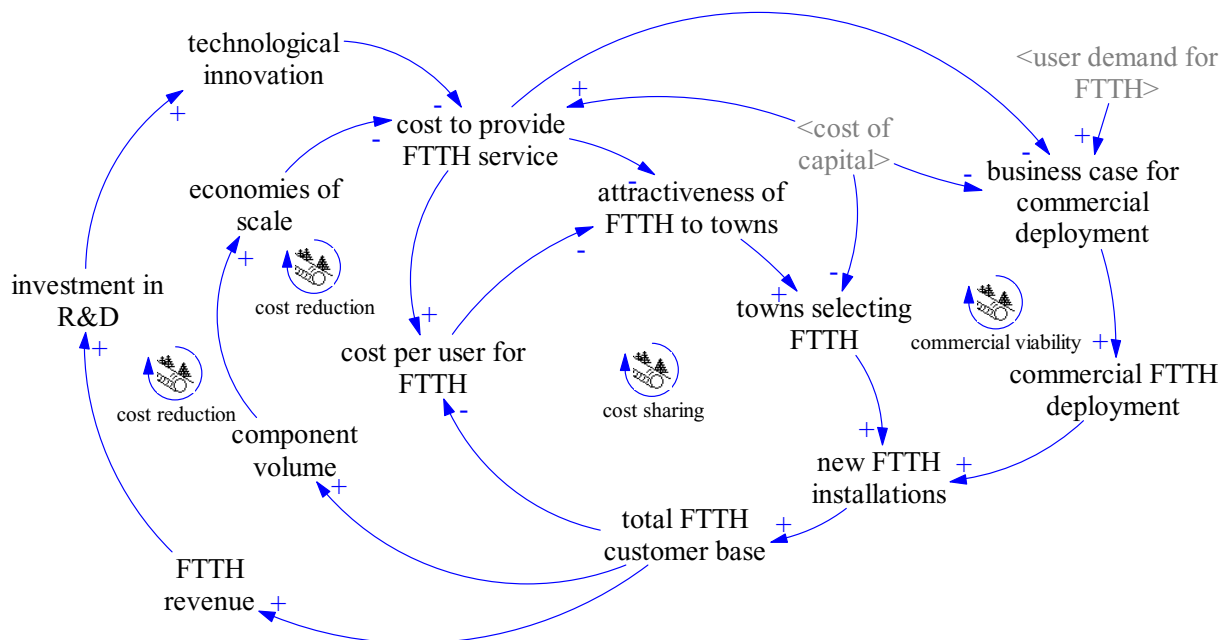 technological
innovation
<user demand for
FTTH>
+
+
+
-
cost to provide
FTTH service
-
<cost of
capital>
+
-
business case for
commercial
deployment
-
economies of
scale
-
attractiveness of
FTTH to towns
-
+
cost reduction
investment in
R&D
+
-
+
towns selecting
FTTH
commercial viability
+
cost per user for
FTTH
-
+
cost reduction
cost sharing
commercial FTTH
deployment
component
volume
+
+
+
new FTTH
installations
total FTTH
customer base
+
FTTH
revenue
+